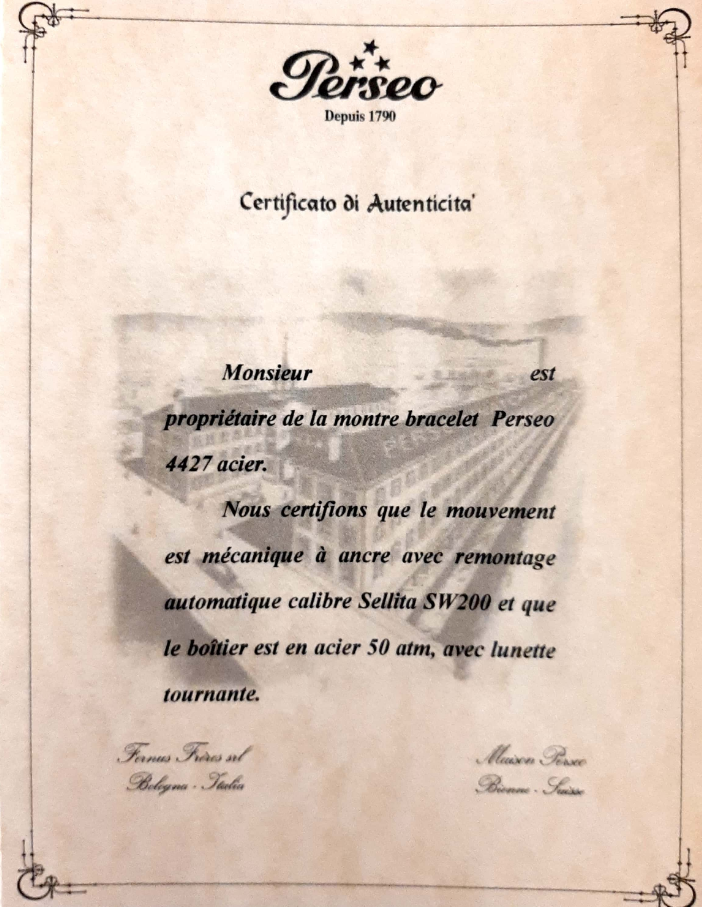 Perseo
Depuis 1790
Certificato di Autenticita'
Monsieur est
propriétaire de la montre bracelet Perseo
4427 acier.
Nous certifions que le mouvement
est mécanique à ancre avec remontage
automatique calibre Sellita SW200 et que
le boîtier est en acier 50 atm, avec lunette
tournante.
Fornus Frères srl
Maison Perseo
Bologna - Italia
Bienne - Suisse